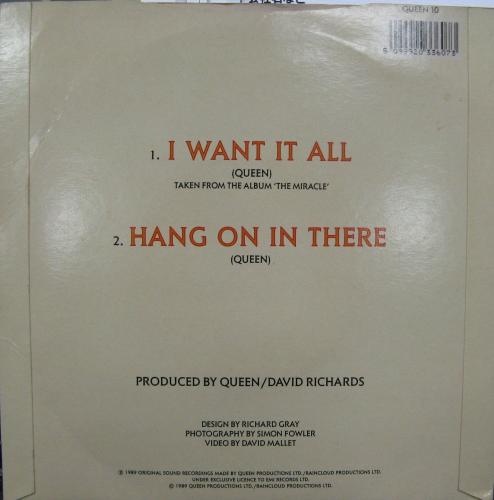 QUEEN 10
5 099920 336073
1. I WANT IT ALL
(QUEEN)
TAKEN FROM THE ALBUM 'THE MIRACLE'
2. HANG ON IN THERE
(QUEEN)
PRODUCED BY QUEEN/DAVID RICHARDS
DESIGN BY RICHARD GRAY
PHOTOGRAPHY BY SIMON FOWLER
VIDEO BY DAVID MALLET
℗ 1989 ORIGINAL SOUND RECORDINGS MADE BY QUEEN PRODUCTIONS LTD./RAINCLOUD PRODUCTIONS LTD.
UNDER EXCLUSIVE LICENCE TO EMI RECORDS LTD.
© 1989 QUEEN PRODUCTIONS LTD./RAINCLOUD PRODUCTIONS LTD.